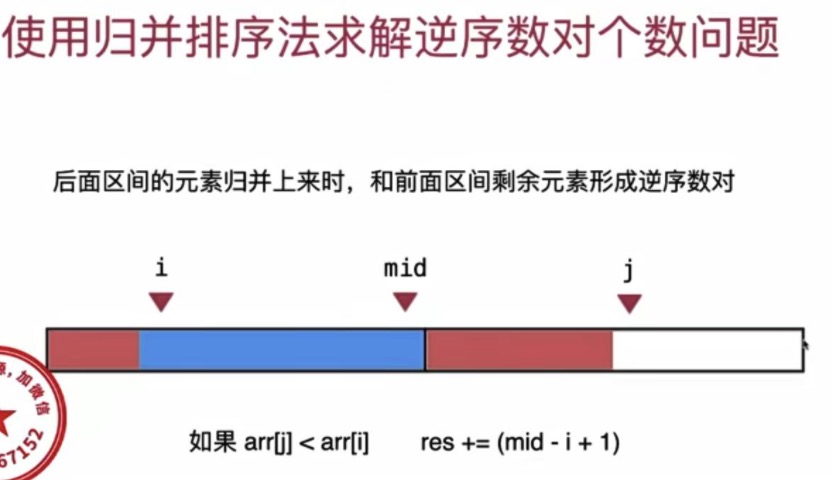 使用归并排序法求解逆序数对个数问题
后面区间的元素归并上来时，和前面区间剩余元素形成逆序数对
i mid j
如果 arr[j] < arr[i] res += (mid - i + 1)
，加微信
67152